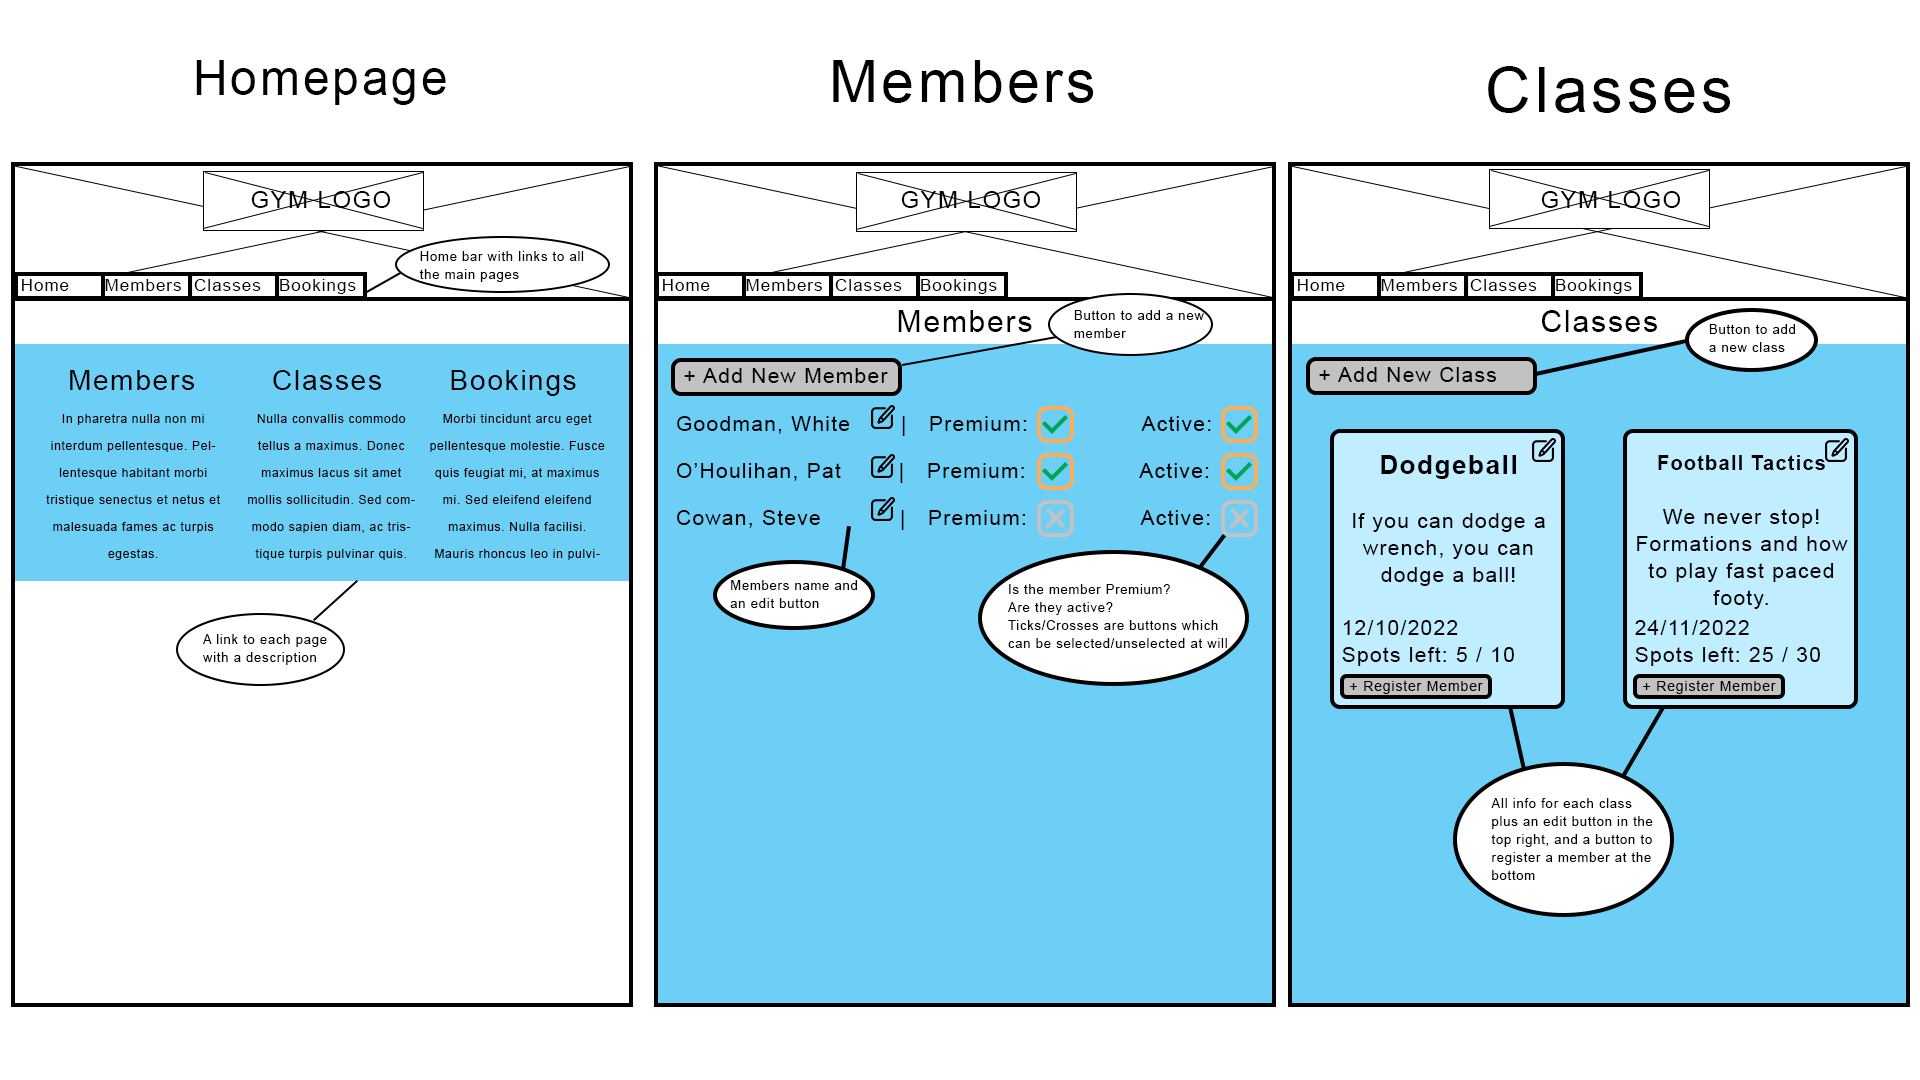 Homepage
GYM LOGO
Home bar with links to all
the main pages
Home Members Classes Bookings
Members
In pharetra nulla non mi
interdum pellentesque. Pel-
lentesque habitant morbi
tristique senectus et netus et
malesuada fames ac turpis
egestas.
Classes
Nulla convallis commodo
tellus a maximus. Donec
maximus lacus sit amet
mollis sollicitudin. Sed com-
modo sapien diam, ac tris-
tique turpis pulvinar quis.
Bookings
Morbi tincidunt arcu eget
pellentesque molestie. Fusce
quis feugiat mi, at maximus
mi. Sed eleifend eleifend
maximus. Nulla facilisi.
Mauris rhoncus leo in pulvi-
A link to each page
with a description
Members
GYM LOGO
Home Members Classes Bookings
Members
Button to add a new
member
+ Add New Member
Goodman, White | Premium: Active:
O'Houlihan, Pat | Premium: Active:
Cowan, Steve | Premium: Active:
Members name and
an edit button
Is the member Premium?
Are they active?
Ticks/Crosses are buttons which
can be selected/unselected at will
Classes
GYM LOGO
Home Members Classes Bookings
Classes
Button to add
a new class
+ Add New Class
Dodgeball
If you can dodge a
wrench, you can
dodge a ball!
12/10/2022
Spots left: 5 / 10
+ Register Member
Football Tactics
We never stop!
Formations and how
to play fast paced
footy.
24/11/2022
Spots left: 25 / 30
+ Register Member
All info for each class
plus an edit button in the
top right, and a button to
register a member at the
bottom